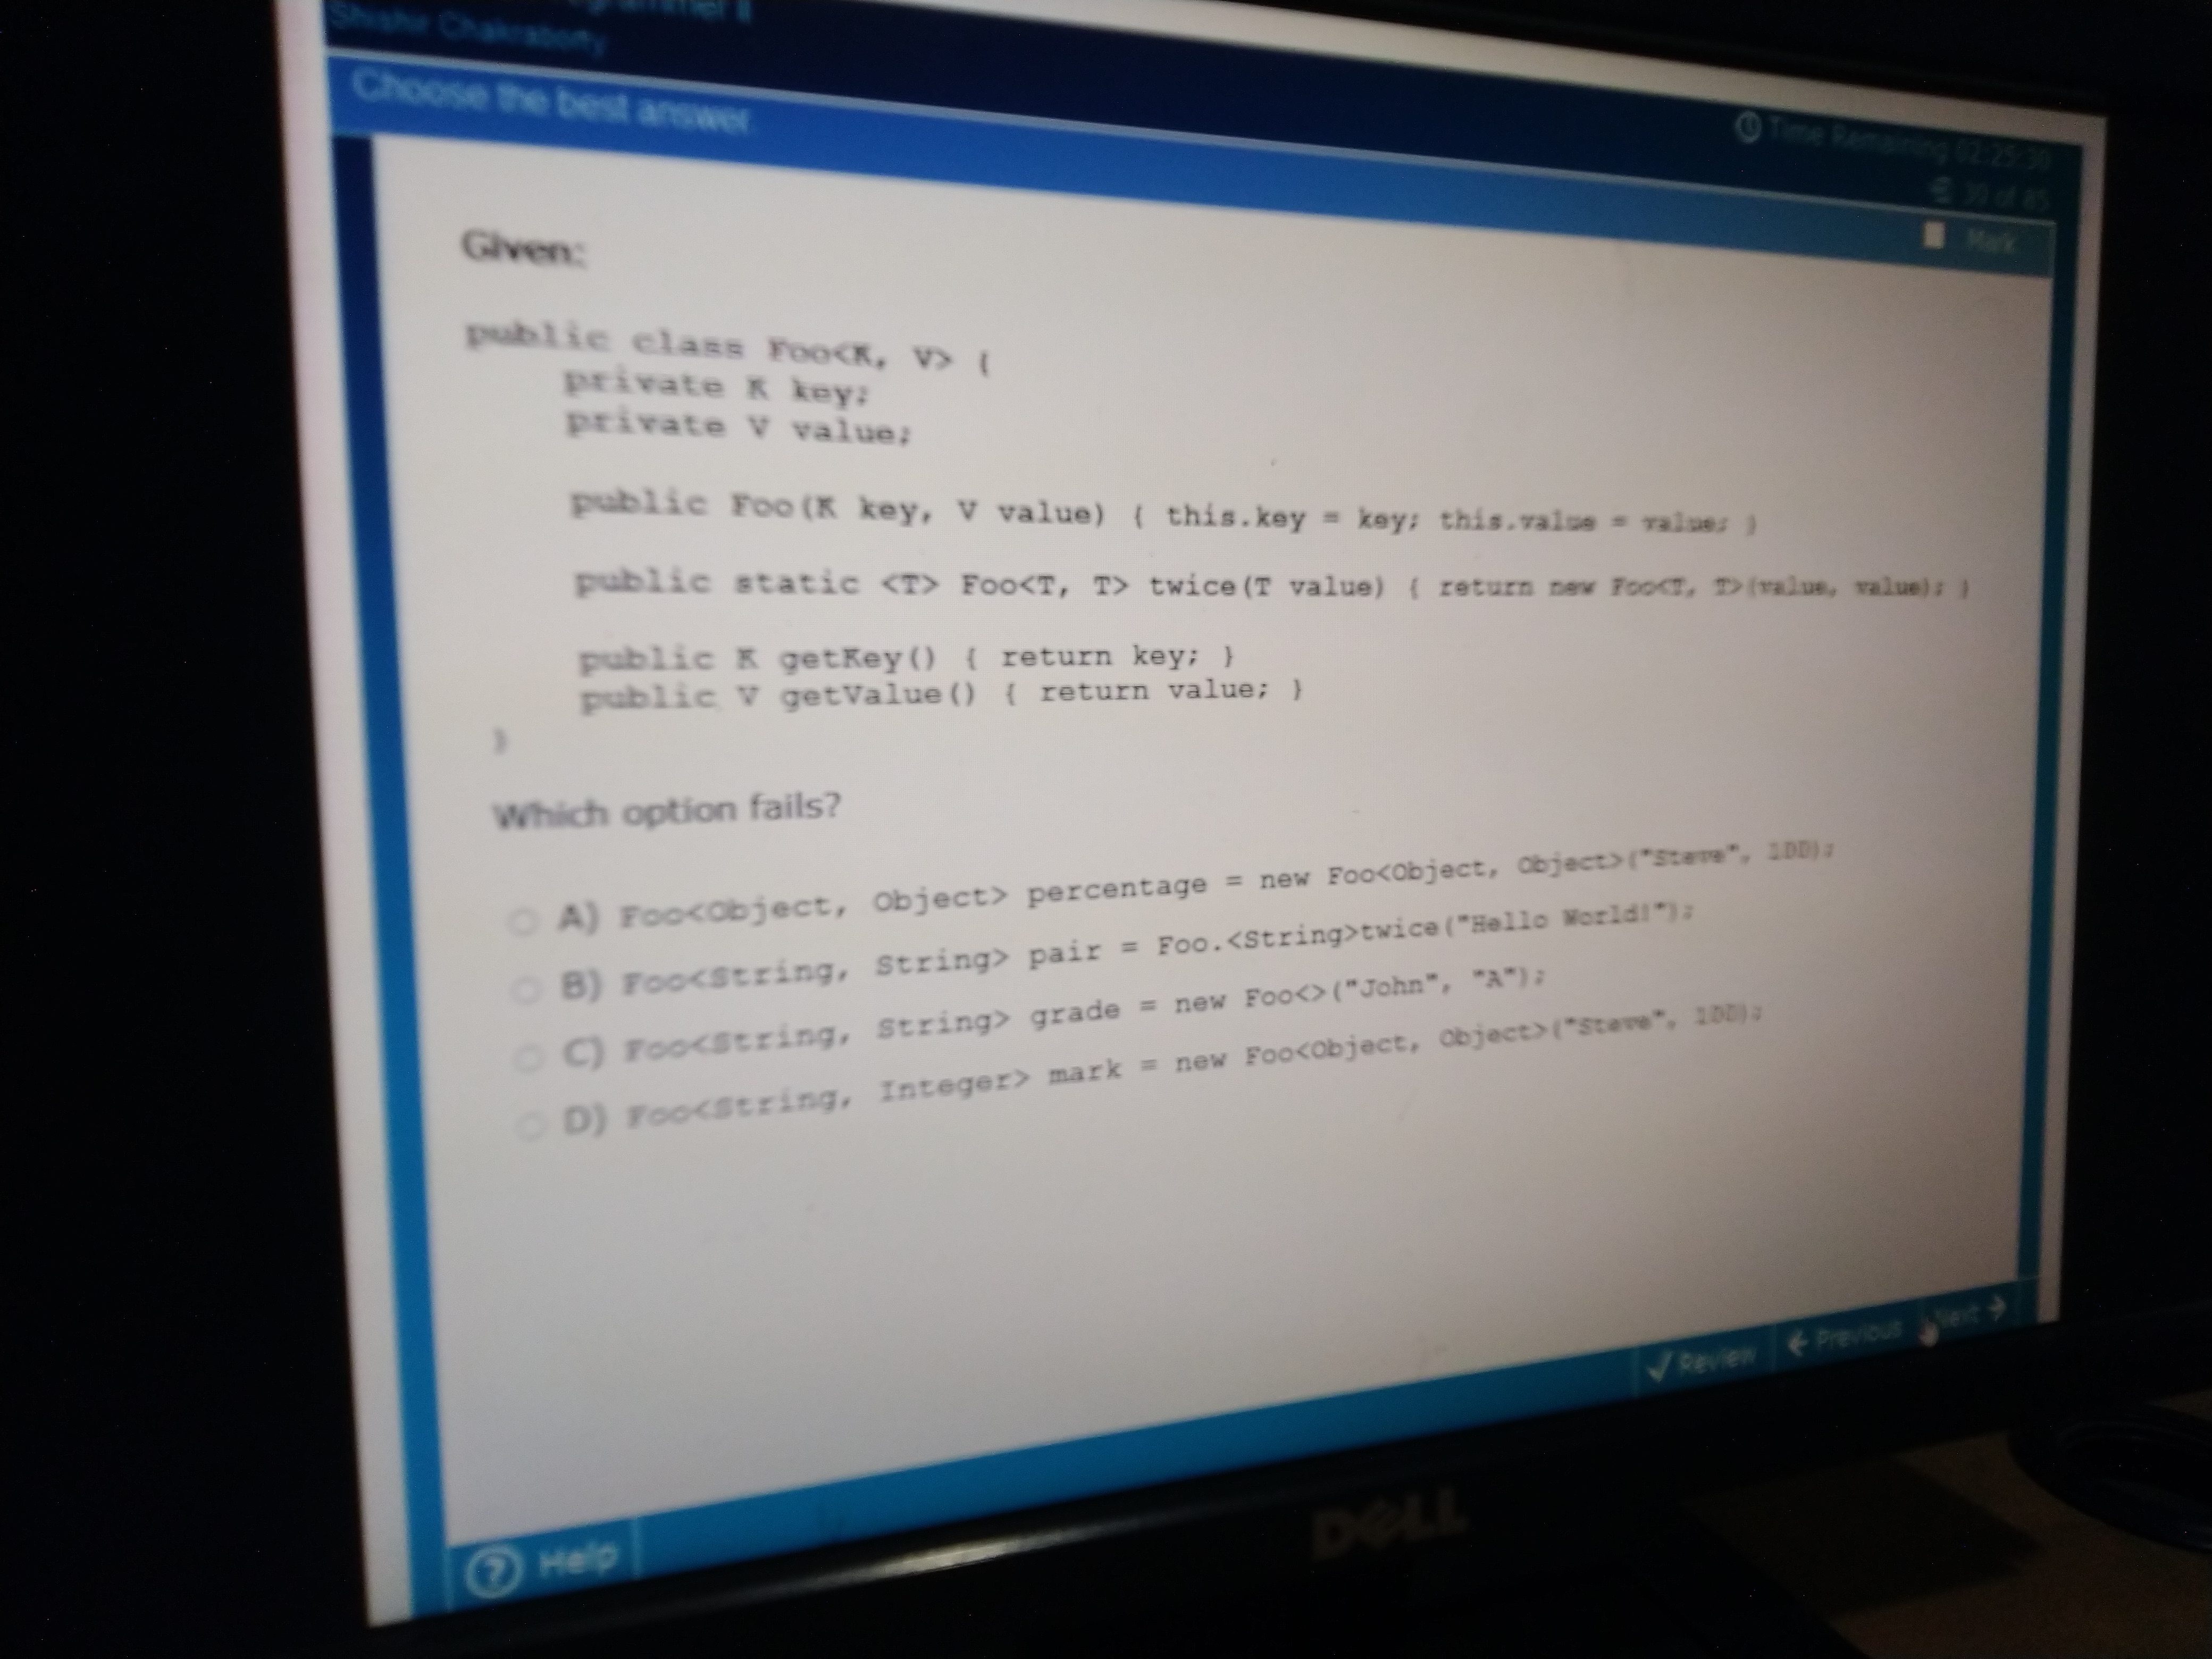 Shishir Chakraborty
Choose the best answer.
Time Remaining 02:25:30
39 of 85
Mark
Given:
public class Foo<K, V> {
private K key;
private V value;
public Foo(K key, V value) { this.key = key; this.value = value; }
public static <T> Foo<T, T> twice(T value) { return new Foo<T, T>(value, value); }
public K getKey() { return key; }
public V getValue() { return value; }
}
Which option fails?
A) Foo<Object, Object> percentage = new Foo<Object, Object>("Steve", 100);
B) Foo<String, String> pair = Foo.<String>twice("Hello World!");
C) Foo<String, String> grade = new Foo<>("John", "A");
D) Foo<String, Integer> mark = new Foo<Object, Object>("Steve", 100);
Review
Previous
Next
Help
DELL